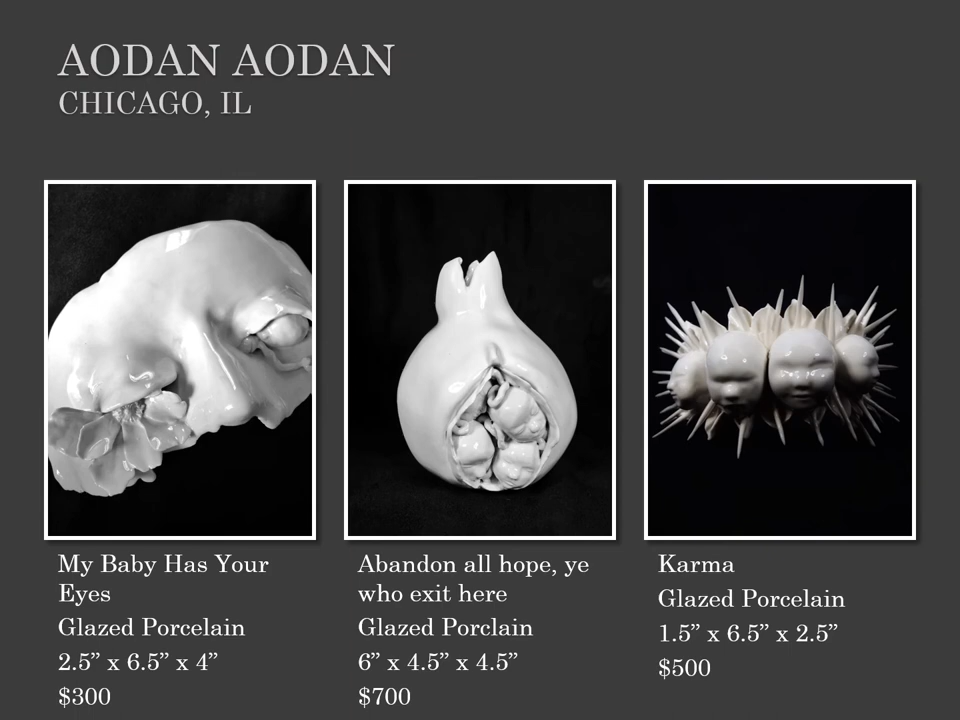 AODAN AODAN
CHICAGO, IL
My Baby Has Your
Eyes
Glazed Porcelain
2.5” x 6.5” x 4”
$300
Abandon all hope, ye
who exit here
Glazed Porclain
6” x 4.5” x 4.5”
$700
Karma
Glazed Porcelain
1.5” x 6.5” x 2.5”
$500